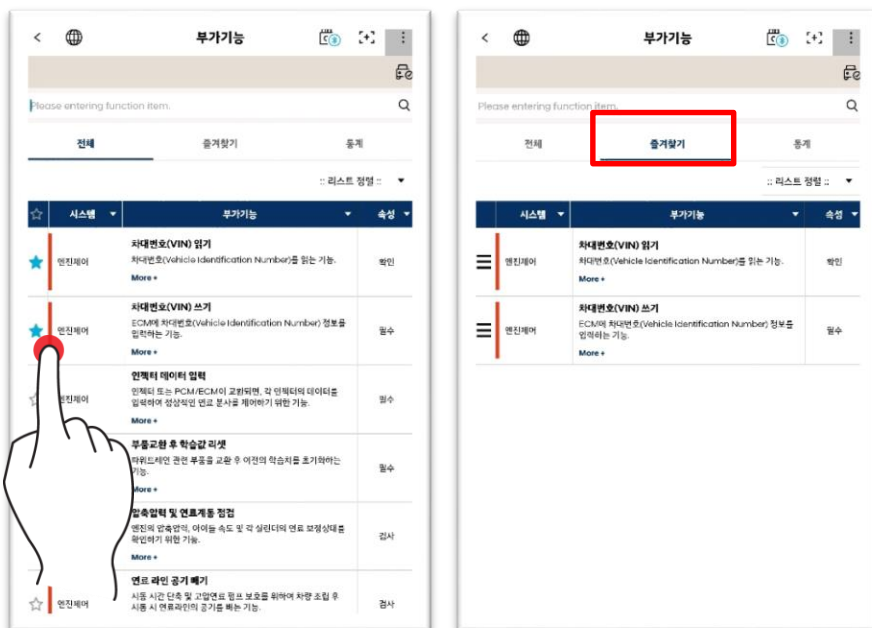 부가기능
Please entering function item.
전체
즐겨찾기
통계
:: 리스트 정렬 ::
시스템
부가기능
속성
엔진제어
차대번호(VIN) 읽기
차대번호(Vehicle Identification Number)를 읽는 기능.
More +
확인
엔진제어
차대번호(VIN) 쓰기
ECM에 차대번호(Vehicle Identification Number) 정보를
입력하는 기능.
More +
필수
엔진제어
인젝터 데이터 입력
인젝터 또는 PCM/ECM이 교환되면, 각 인젝터의 데이터를
입력하여 정상적인 연료 분사를 제어하기 위한 기능.
More +
필수
부품교환 후 학습값 리셋
파워트레인 관련 부품을 교환 후 이전의 학습치를 초기화하는
기능.
More +
필수
압축압력 및 연료계통 점검
엔진의 압축압력, 아이들 속도 및 각 실린더의 연료 보정상태를
확인하기 위한 기능.
More +
검사
엔진제어
연료 라인 공기 빼기
시동 시간 단축 및 고압연료 펌프 보호를 위하여 차량 조립 후
시동 시 연료라인의 공기를 빼는 기능.
검사
부가기능
Please entering function item.
전체
즐겨찾기
통계
:: 리스트 정렬 ::
시스템
부가기능
속성
엔진제어
차대번호(VIN) 읽기
차대번호(Vehicle Identification Number)를 읽는 기능.
More +
확인
엔진제어
차대번호(VIN) 쓰기
ECM에 차대번호(Vehicle Identification Number) 정보를
입력하는 기능.
More +
필수